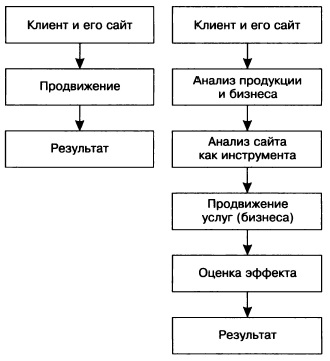 Клиент и его сайт
Продвижение
Результат
Клиент и его сайт
Анализ продукции
и бизнеса
Анализ сайта
как инструмента
Продвижение
услуг (бизнеса)
Оценка эффекта
Результат